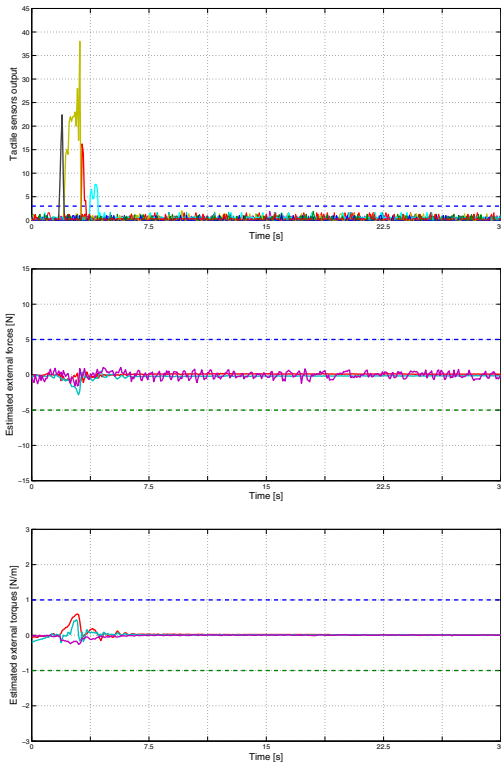 45
40
35
30
25
20
15
10
5
0
Tactile sensors output
0 7.5 15 22.5 3
Time [s]
15
10
5
0
−5
−10
−15
Estimated external forces [N]
0 7.5 15 22.5 3
Time [s]
3
2
1
0
−1
−2
−3
Estimated external torques [N/m]
0 7.5 15 22.5 3
Time [s]